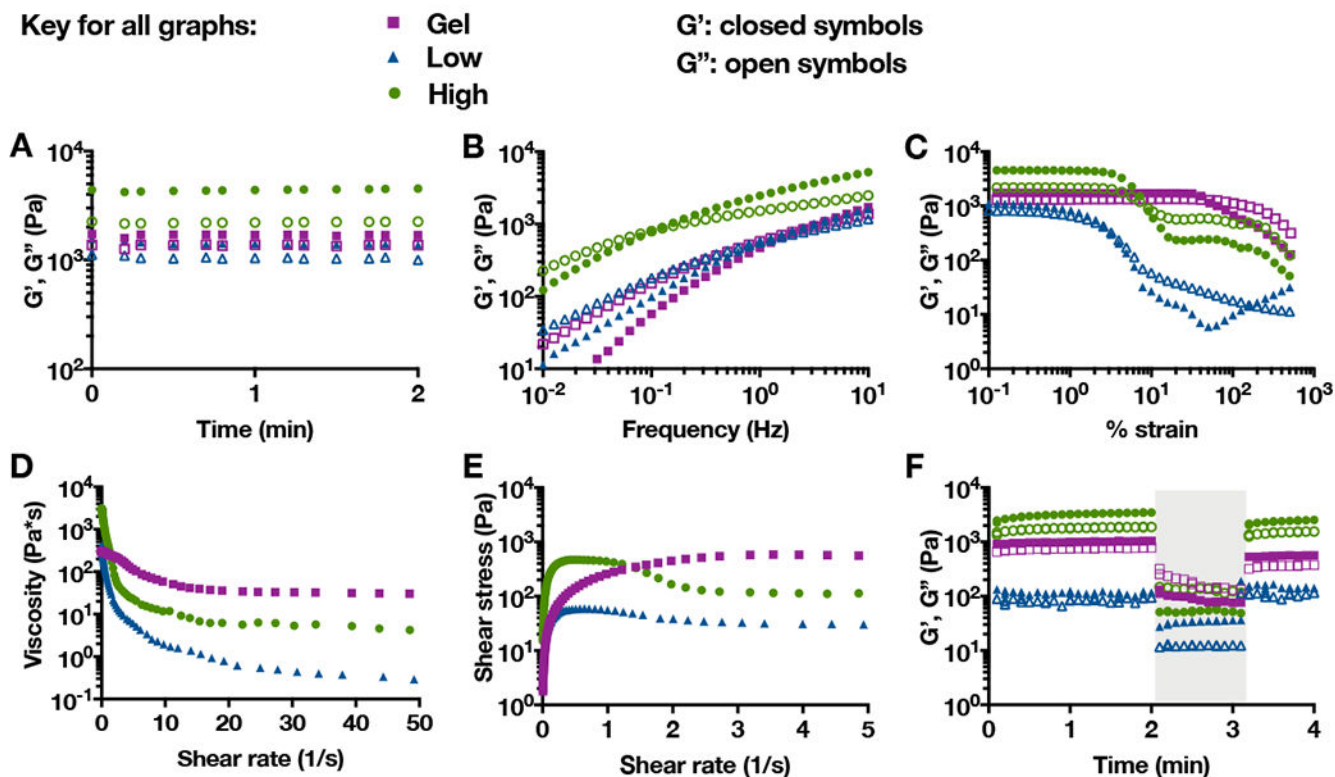 Key for all graphs:
Gel
Low
High
G': closed symbols
G'': open symbols
A
G', G'' (Pa)
10⁴
10³
10²
0
1
2
Time (min)
B
G', G'' (Pa)
10⁴
10³
10²
10¹
10⁻²
10⁻¹
10⁰
10¹
Frequency (Hz)
C
G', G'' (Pa)
10⁵
10⁴
10³
10²
10¹
10⁰
10⁻¹
10⁰
10¹
10²
10³
% strain
D
Viscosity (Pa*s)
10⁴
10³
10²
10¹
10⁰
10⁻¹
0
10
20
30
40
50
Shear rate (1/s)
E
Shear stress (Pa)
10⁴
10³
10²
10¹
10⁰
0
1
2
3
4
5
Shear rate (1/s)
F
G', G'' (Pa)
10⁴
10³
10²
10¹
10⁰
0
1
2
3
4
Time (min)